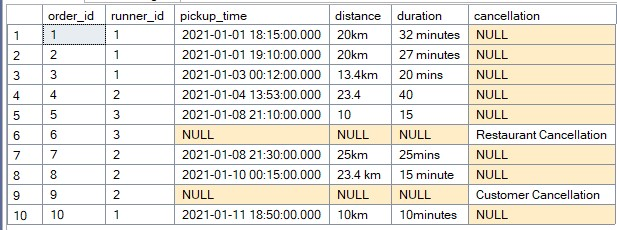 order_id runner_id pickup_time distance duration cancellation
1 1 1 2021-01-01 18:15:00.000 20km 32 minutes NULL
2 2 1 2021-01-01 19:10:00.000 20km 27 minutes NULL
3 3 1 2021-01-03 00:12:00.000 13.4km 20 mins NULL
4 4 2 2021-01-04 13:53:00.000 23.4 40 NULL
5 5 3 2021-01-08 21:10:00.000 10 15 NULL
6 6 3 NULL NULL NULL Restaurant Cancellation
7 7 2 2021-01-08 21:30:00.000 25km 25mins NULL
8 8 2 2021-01-10 00:15:00.000 23.4 km 15 minute NULL
9 9 2 NULL NULL NULL Customer Cancellation
10 10 1 2021-01-11 18:50:00.000 10km 10minutes NULL